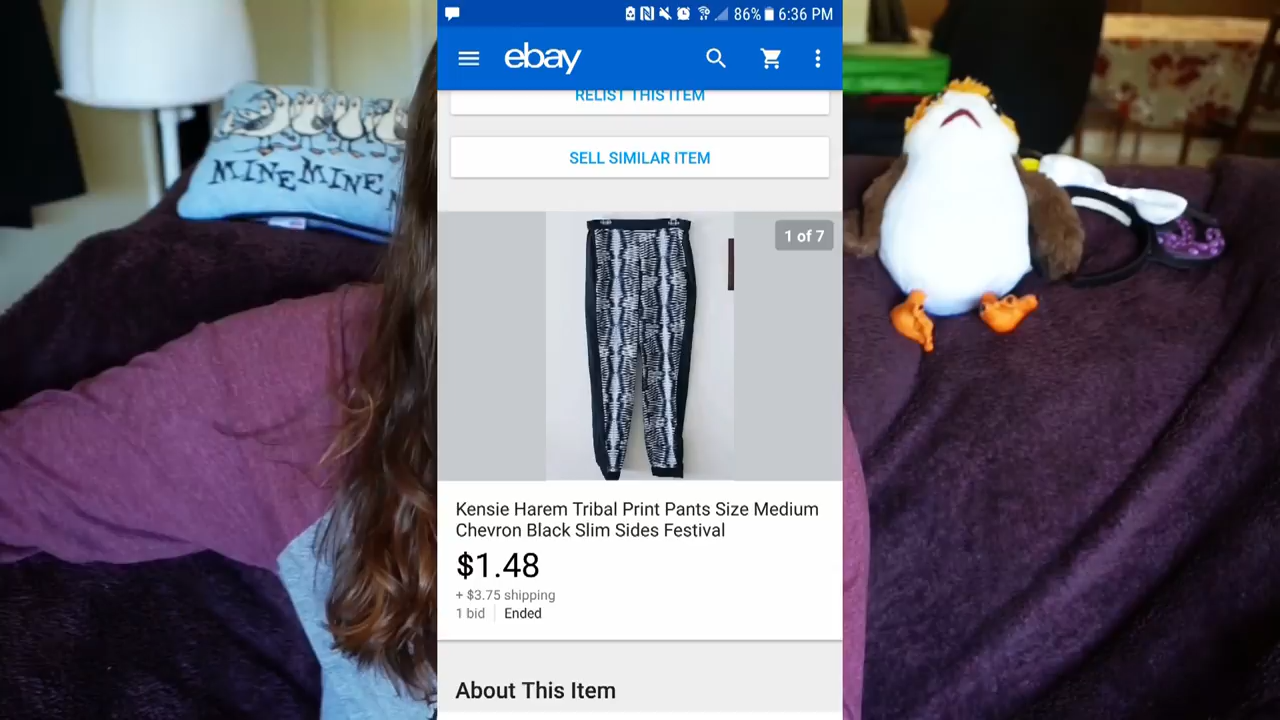 86% 6:36 PM
ebay
RELIST THIS ITEM
SELL SIMILAR ITEM
1 of 7
MINE MINE
Kensie Harem Tribal Print Pants Size Medium
Chevron Black Slim Sides Festival
$1.48
+ $3.75 shipping
1 bid Ended
About This Item